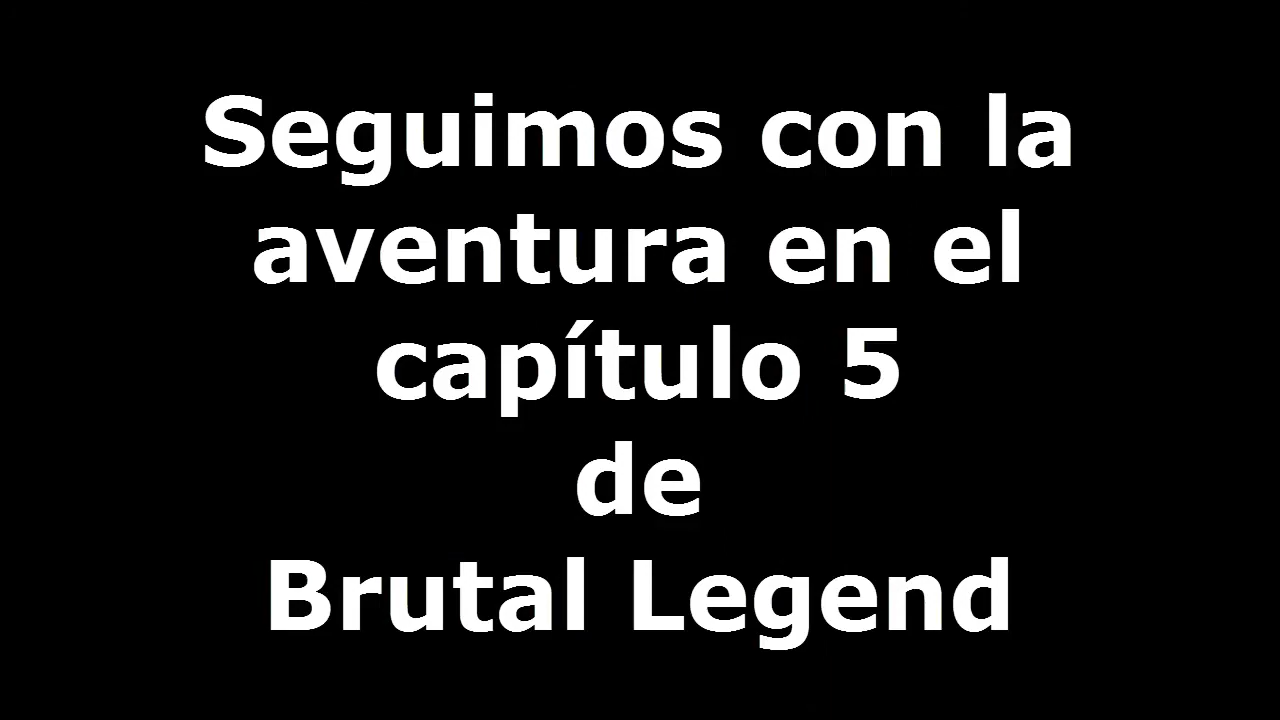 Seguimos con la
aventura en el
capítulo 5
de
Brutal Legend